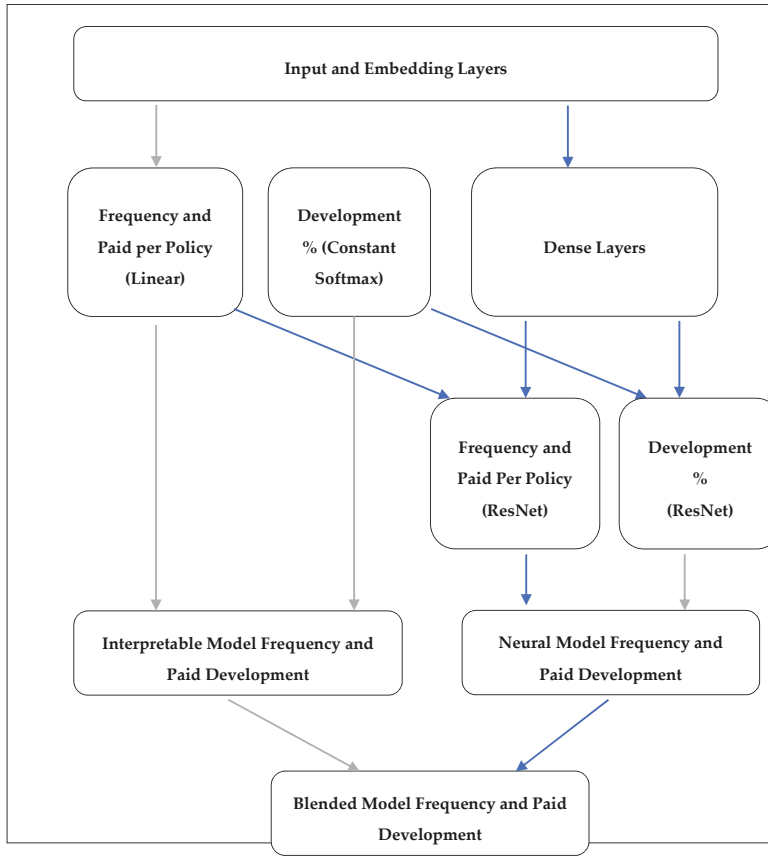 Input and Embedding Layers
Frequency and
Paid per Policy
(Linear)
Development
% (Constant
Softmax)
Dense Layers
Frequency and
Paid Per Policy
(ResNet)
Development
%
(ResNet)
Interpretable Model Frequency and
Paid Development
Neural Model Frequency and
Paid Development
Blended Model Frequency and Paid
Development